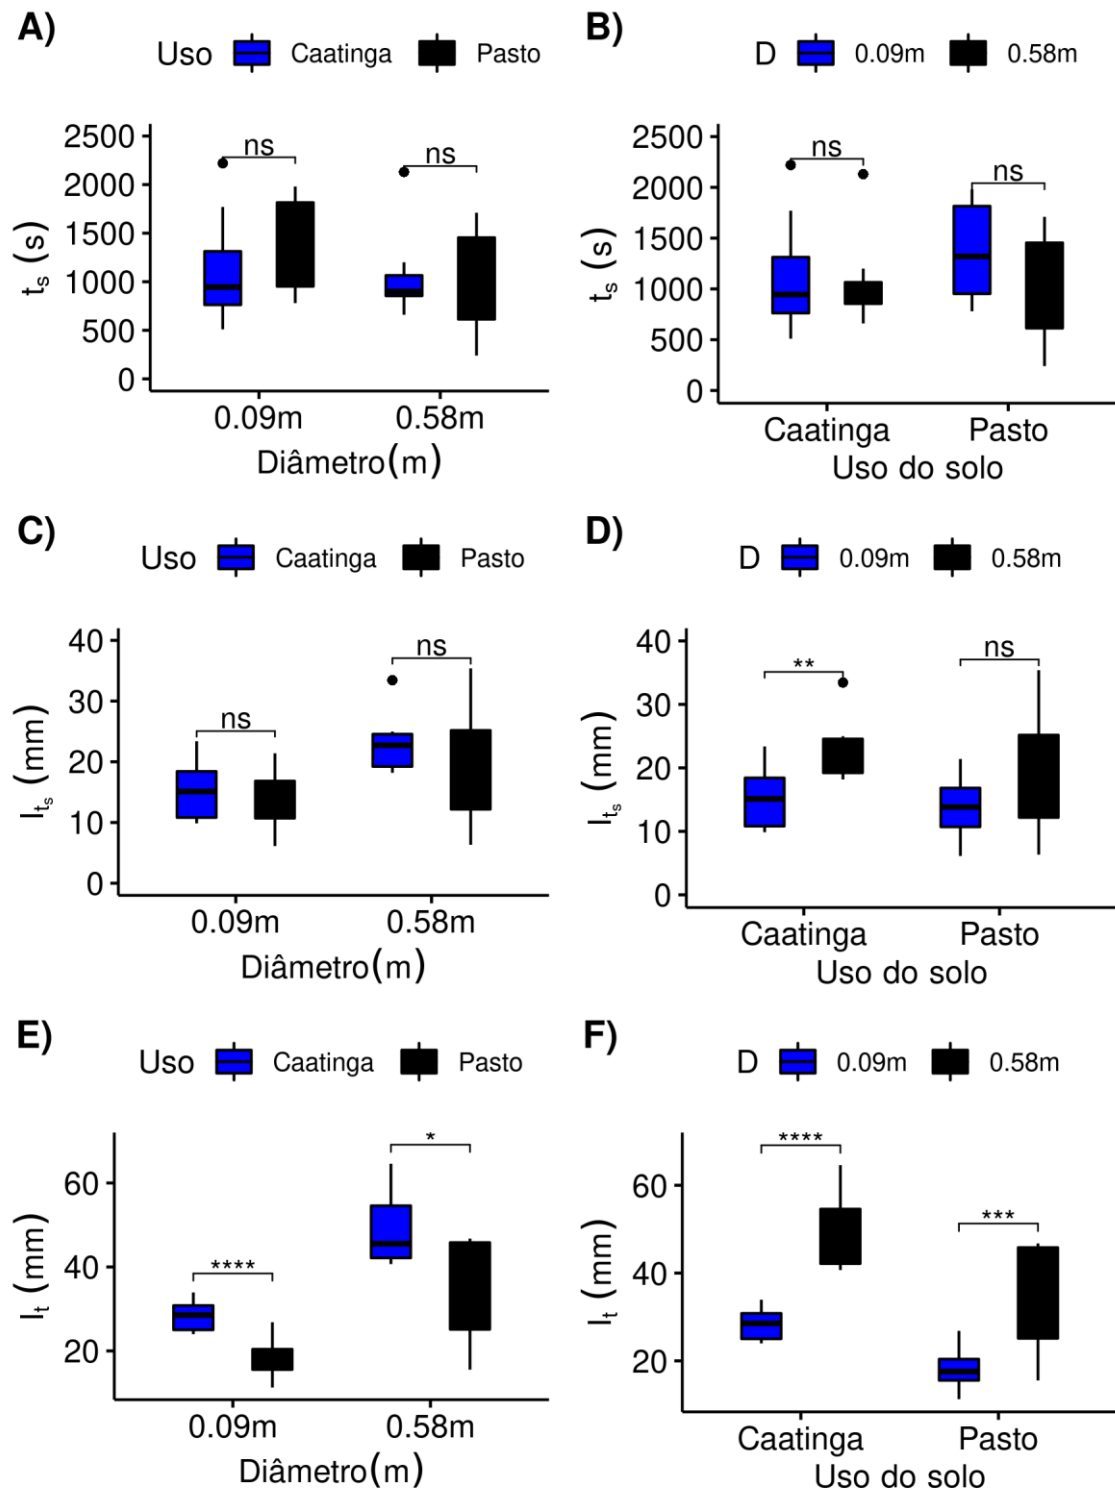 A)
Uso Caatinga Pasto
ns
ns
2500
2000
1500
1000
500
0
t_s (s)
0.09m 0.58m
Diâmetro(m)
B)
D 0.09m 0.58m
ns
ns
2500
2000
1500
1000
500
0
t_s (s)
Caatinga Pasto
Uso do solo
C)
Uso Caatinga Pasto
ns
ns
40
30
20
10
0
I_t_s (mm)
0.09m 0.58m
Diâmetro(m)
D)
D 0.09m 0.58m
**
ns
40
30
20
10
0
I_t_s (mm)
Caatinga Pasto
Uso do solo
E)
Uso Caatinga Pasto
****
*
60
40
20
I_t (mm)
0.09m 0.58m
Diâmetro(m)
F)
D 0.09m 0.58m
****
***
60
40
20
I_t (mm)
Caatinga Pasto
Uso do solo